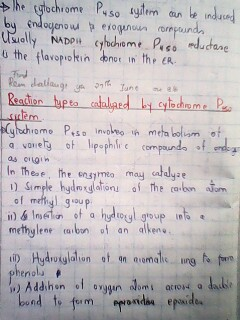 The cytochrome P450 system can be induced
by endogenous & exogenous compounds.
Usually NADPH cytochrome P450 reductase
is the flavoprotein donor in the ER.
27th June
Reaction types catalyzed by cytochrome P450
system
Cytochrome P450 involves in metabolism of
a variety of lipophilic compounds of
as origin
In these, the enzymes may catalyze
i) Simple hydroxylations of the carbon atom
of methyl group.
ii) Insertion of a hydroxyl group into a
methylene carbon of an alkane.
iii) Hydroxylation of an aromatic ring to form
phenols
iv) Addition of oxygen atoms across a double
bond to form epoxides